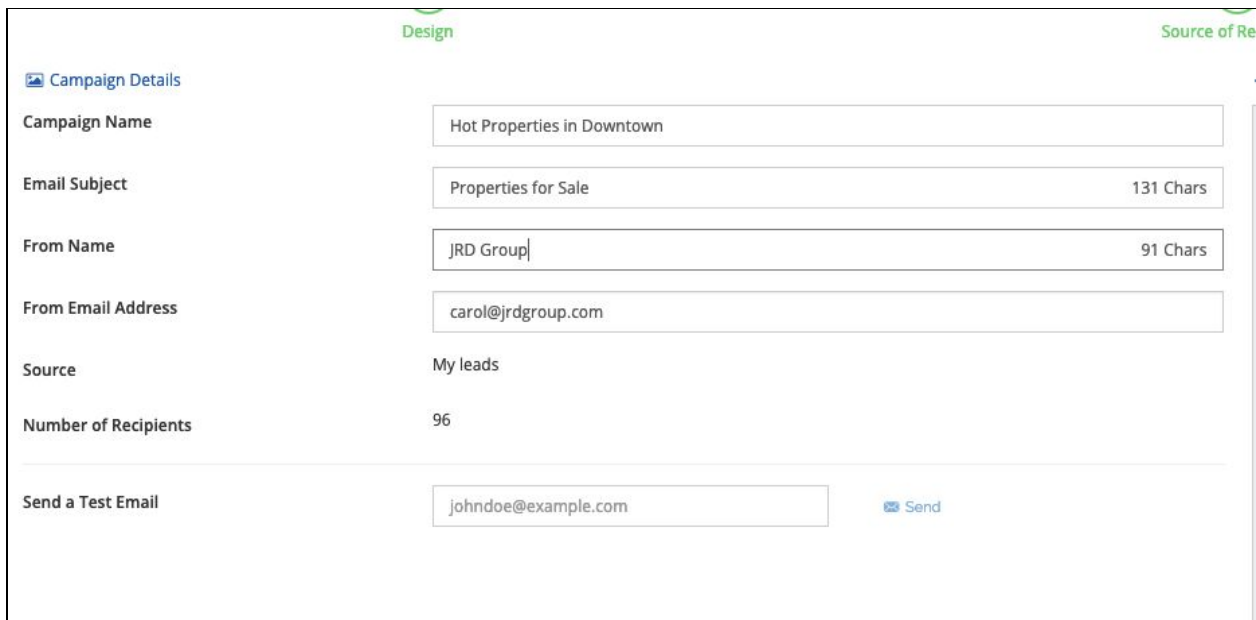 Design
Source of Re
Campaign Details
Campaign Name
Hot Properties in Downtown
Email Subject
Properties for Sale 131 Chars
From Name
JRD Group 91 Chars
From Email Address
carol@jrdgroup.com
Source
My leads
Number of Recipients
96
Send a Test Email
johndoe@example.com
Send